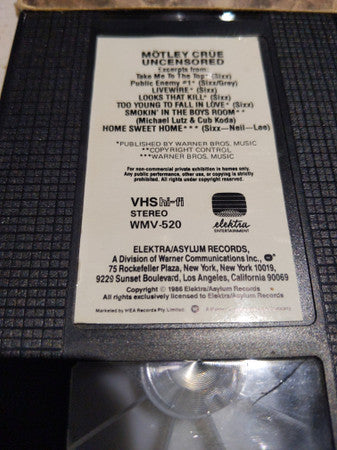 MÖTLEY CRÜE
UNCENSORED
Excerpts from:
Take Me To The Top* (Sixx)
Public Enemy #1* (Sixx/Grey)
LIVEWIRE* (Sixx)
LOOKS THAT KILL* (Sixx)
TOO YOUNG TO FALL IN LOVE* (Sixx)
SMOKIN' IN THE BOYS ROOM**
(Michael Lutz & Cub Koda)
HOME SWEET HOME*** (Sixx—Neil—Lee)
*PUBLISHED BY WARNER BROS. MUSIC
**COPYRIGHT CONTROL
***WARNER BROS. MUSIC
For non-commercial private exhibition in homes only.
Any public performance, other use, or copying is strictly
prohibited. All rights under copyright reserved.
VHS hi-fi
STEREO
WMV-520
elektra
ENTERTAINMENT
ELEKTRA/ASYLUM RECORDS,
A Division of Warner Communications Inc.,
75 Rockefeller Plaza, New York, New York 10019,
9229 Sunset Boulevard, Los Angeles, California 90069
Copyright © 1986 Elektra/Asylum Records
All rights exclusively licensed to Elektra/Asylum Records
Marketed by WEA Records Pty. Limited